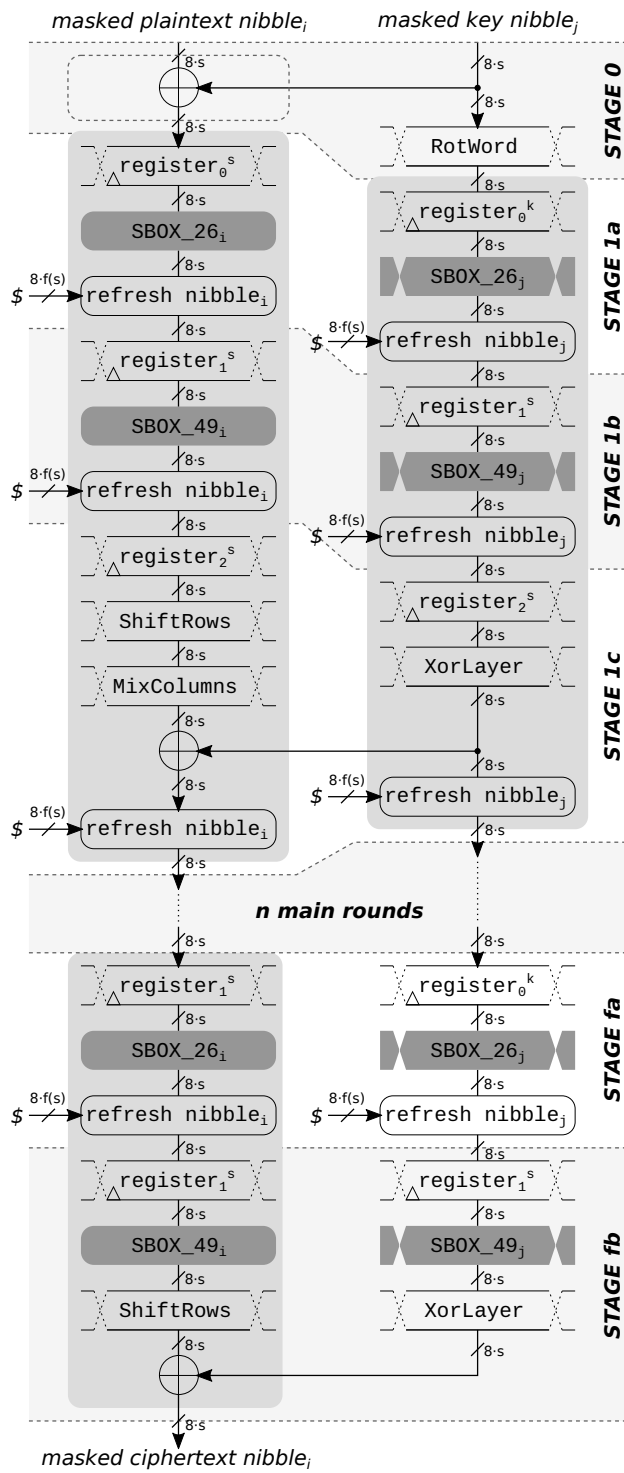 masked plaintext nibble_i masked key nibble_j
8·s 8·s
STAGE 0
8·s
8·s
RotWord
8·s 8·s
register_0^s register_0^k
8·s 8·s
SBOX_26_i SBOX_26_j
STAGE 1a
8·s 8·s
$ 8·f(s) refresh nibble_i
$ 8·f(s) refresh nibble_j
8·s 8·s
register_1^s register_1^s
8·s 8·s
SBOX_49_i SBOX_49_j
STAGE 1b
8·s 8·s
$ 8·f(s) refresh nibble_i
$ 8·f(s) refresh nibble_j
8·s 8·s
register_2^s register_2^s
8·s 8·s
ShiftRows
8·s
MixColumns XorLayer
STAGE 1c
8·s 8·s
8·s 8·s
$ 8·f(s) refresh nibble_j
$ 8·f(s) refresh nibble_i
8·s 8·s
n main rounds
8·s 8·s
register_1^s register_0^k
8·s 8·s
SBOX_26_i SBOX_26_j
STAGE fa
8·s 8·s
$ 8·f(s) refresh nibble_i $ 8·f(s) refresh nibble_j
8·s 8·s
register_1^s register_1^s
8·s 8·s
SBOX_49_i SBOX_49_j
STAGE fb
8·s 8·s
ShiftRows XorLayer
8·s 8·s
8·s
masked ciphertext nibble_i